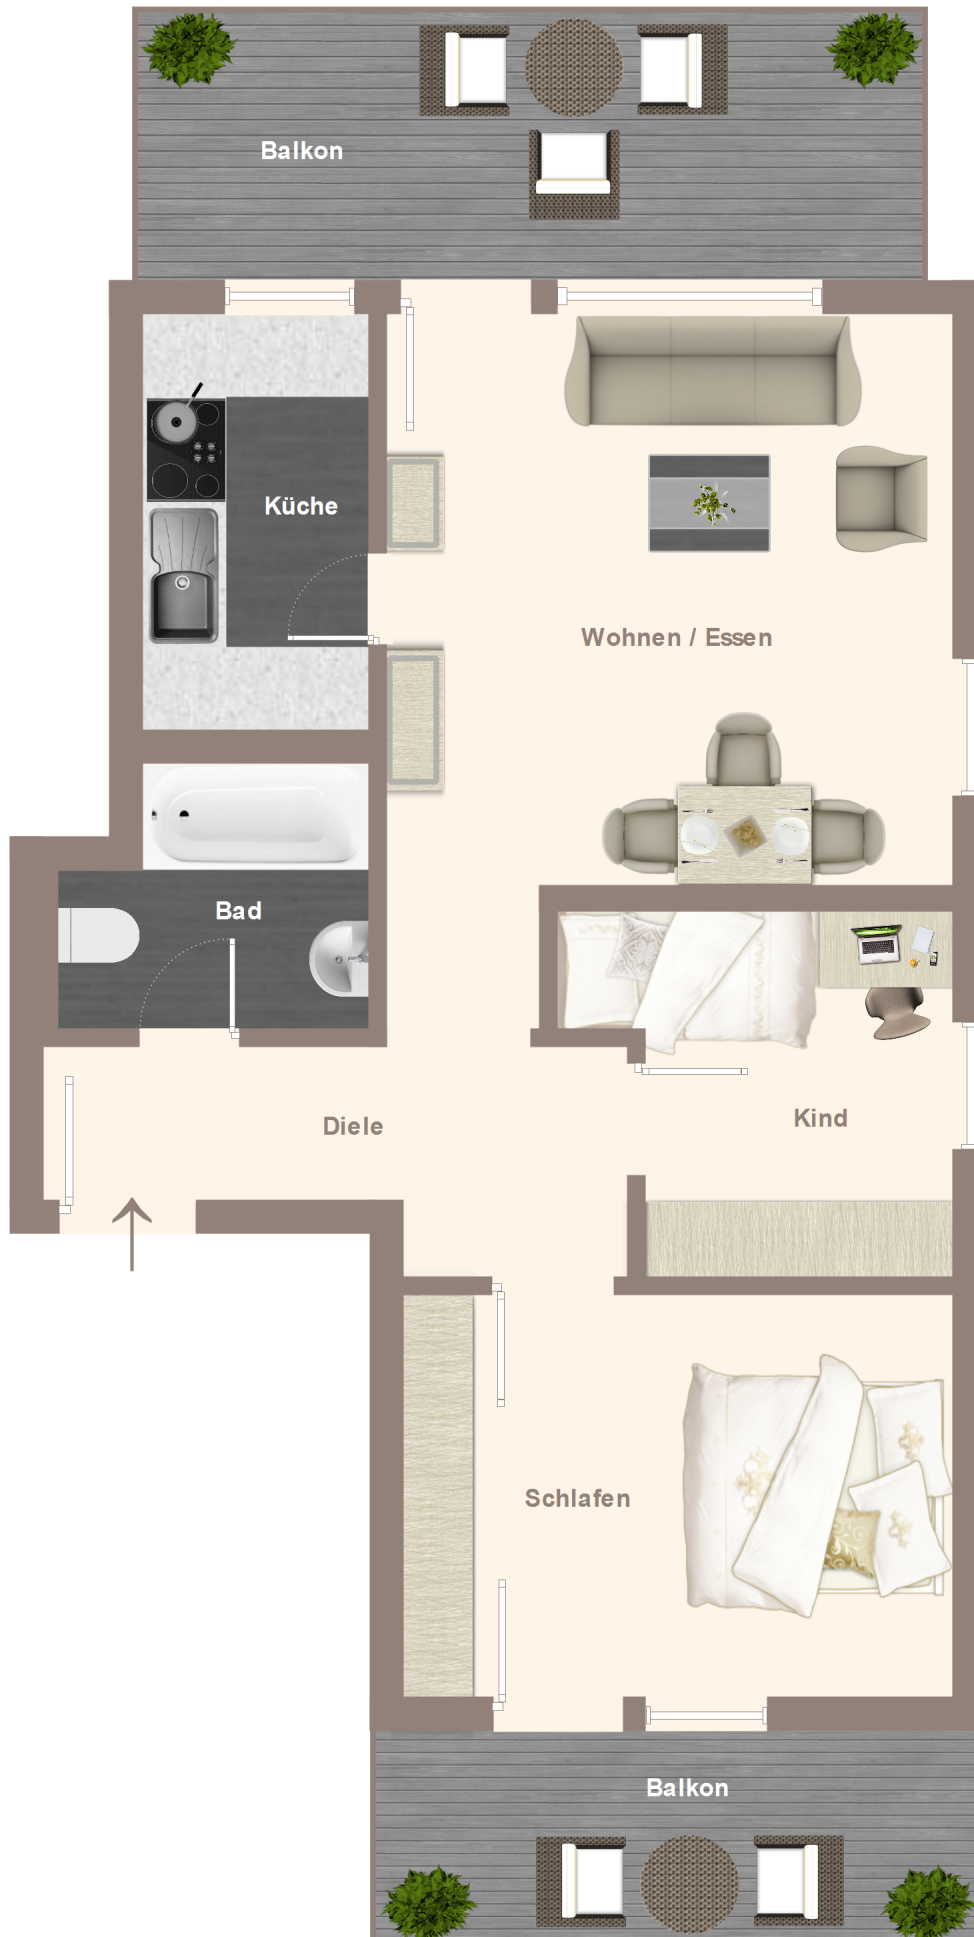 Balkon
Küche
Wohnen / Essen
Bad
Diele
Kind
Schlafen
Balkon